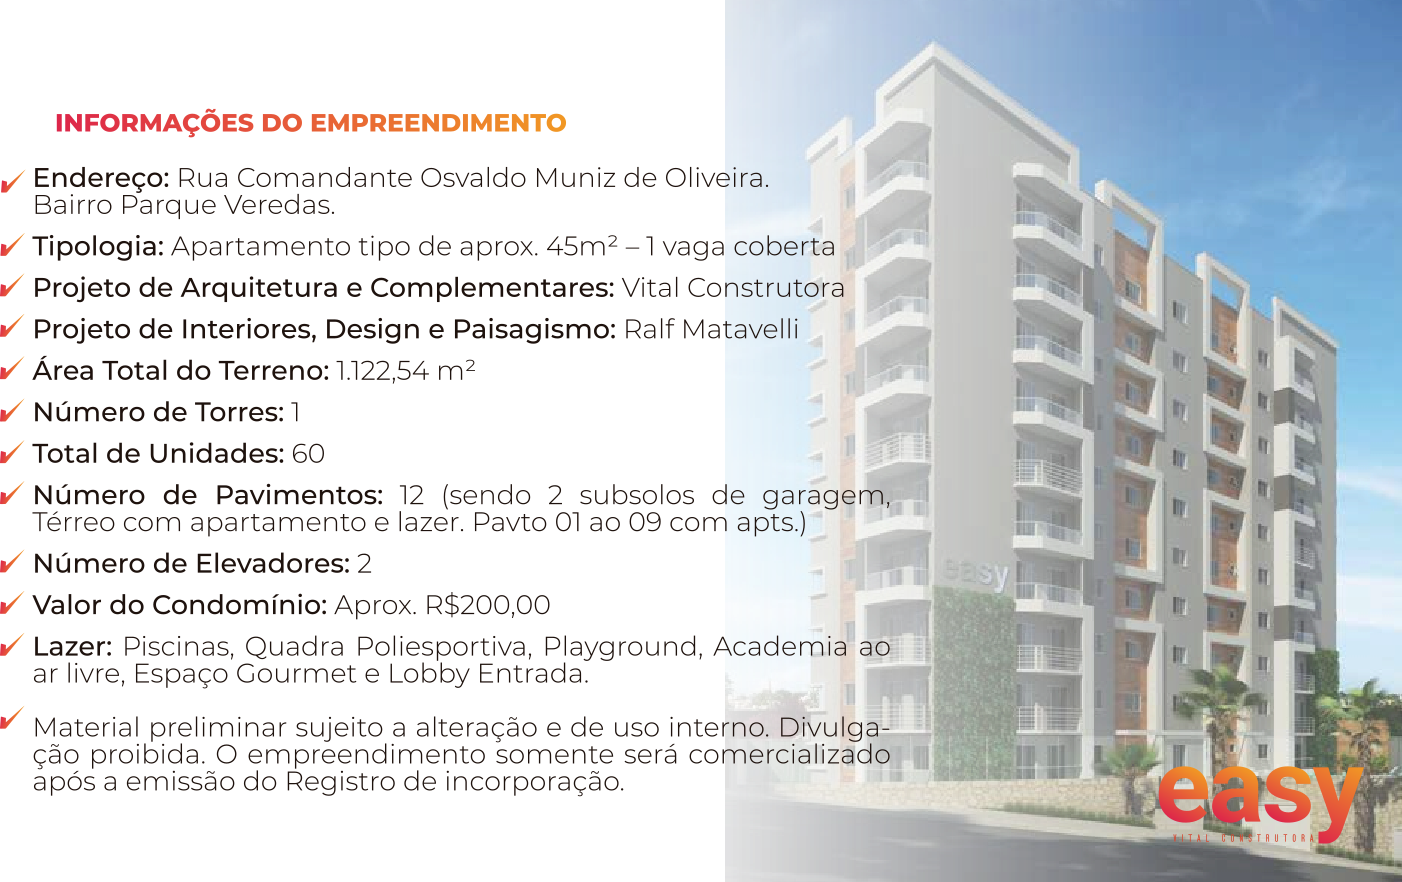 INFORMAÇÕES DO EMPREENDIMENTO
Endereço: Rua Comandante Osvaldo Muniz de Oliveira.
Bairro Parque Veredas.
Tipologia: Apartamento tipo de aprox. 45m² – 1 vaga coberta
Projeto de Arquitetura e Complementares: Vital Construtora
Projeto de Interiores, Design e Paisagismo: Ralf Matavelli
Área Total do Terreno: 1.122,54 m²
Número de Torres: 1
Total de Unidades: 60
Número de Pavimentos: 12 (sendo 2 subsolos de garagem,
Térreo com apartamento e lazer. Pavto 01 ao 09 com apts.)
Número de Elevadores: 2
Valor do Condomínio: Aprox. R$200,00
Lazer: Piscinas, Quadra Poliesportiva, Playground, Academia ao
ar livre, Espaço Gourmet e Lobby Entrada.
Material preliminar sujeito a alteração e de uso interno. Divulga-
ção proibida. O empreendimento somente será comercializado
após a emissão do Registro de incorporação.
easy
easy
VITAL CONSTRUTORA